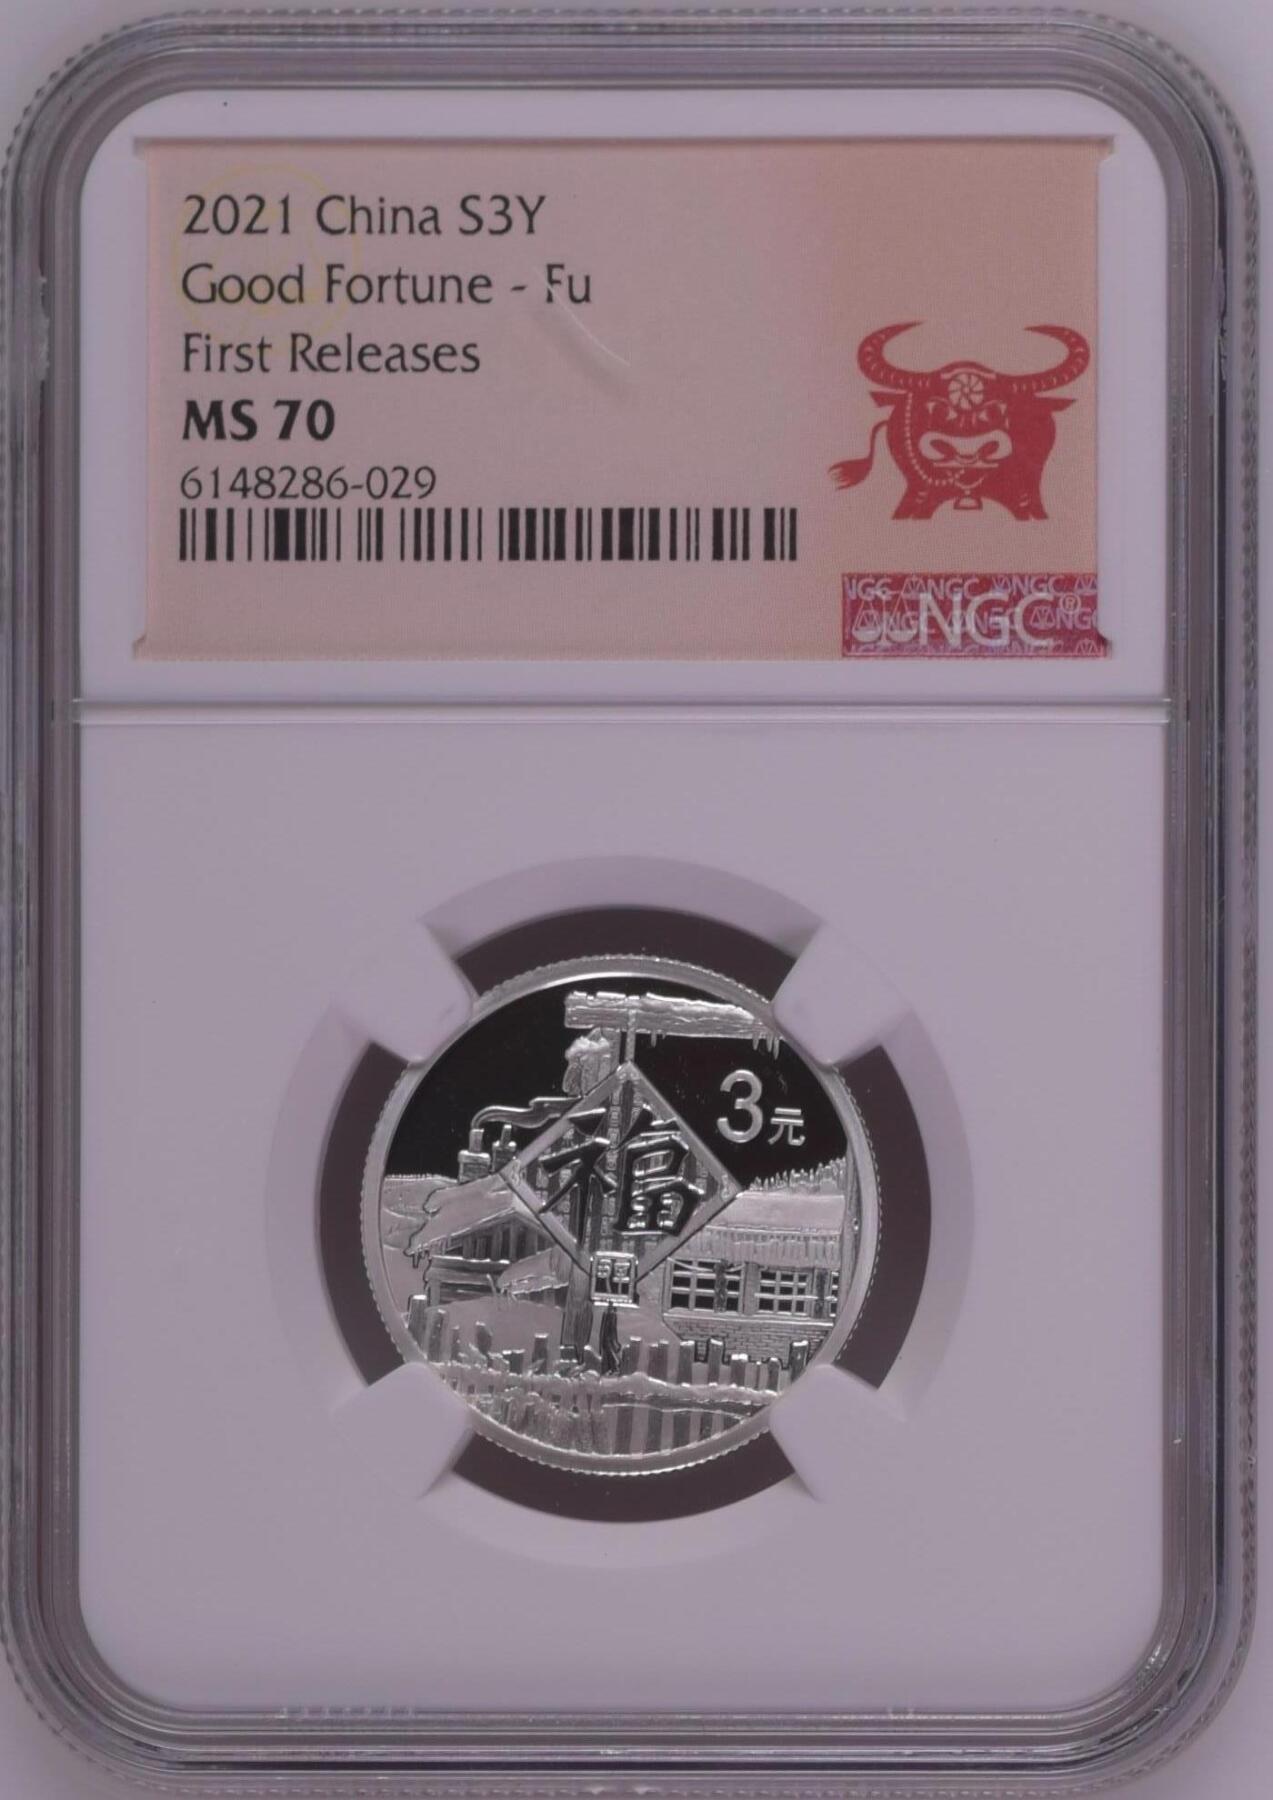 2021 China S3Y
Good Fortune - Fu
First Releases
MS 70
6148286-029
NGC®
3元
福